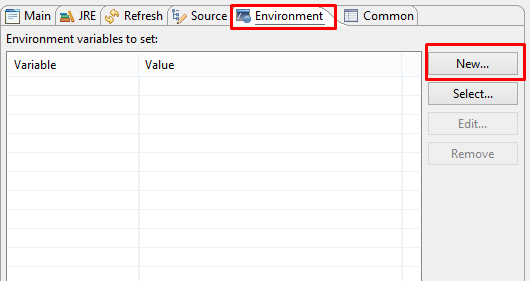 Main JRE Refresh Source Environment Common
Environment variables to set:
Variable Value
New...
Select...
Edit...
Remove